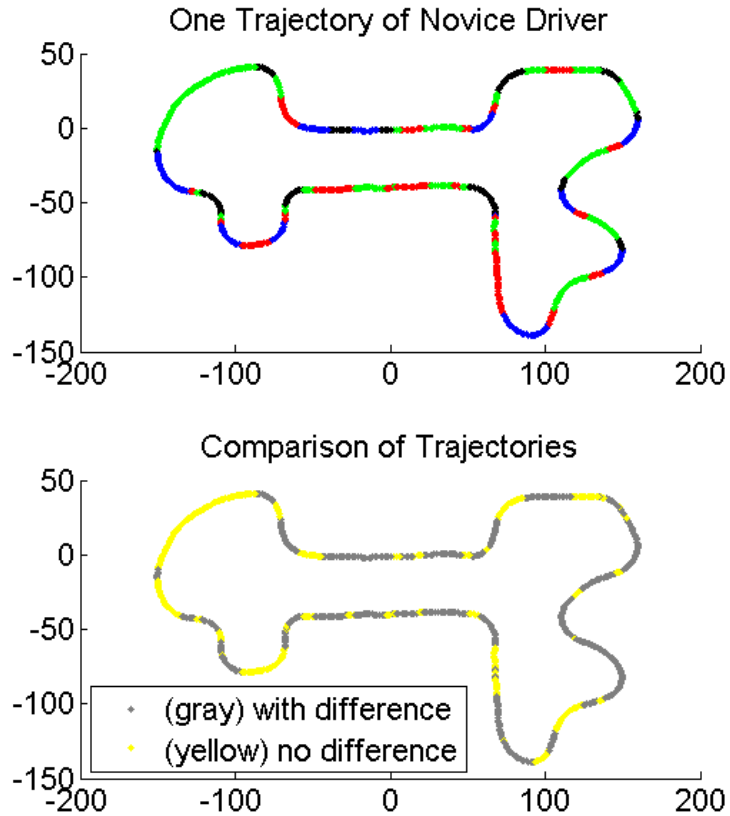 One Trajectory of Novice Driver
50
0
-50
-100
-150
-200 -100 0 100 200
Comparison of Trajectories
50
0
-50
-100
-150
(gray) with difference
(yellow) no difference
-200 -100 0 100 200